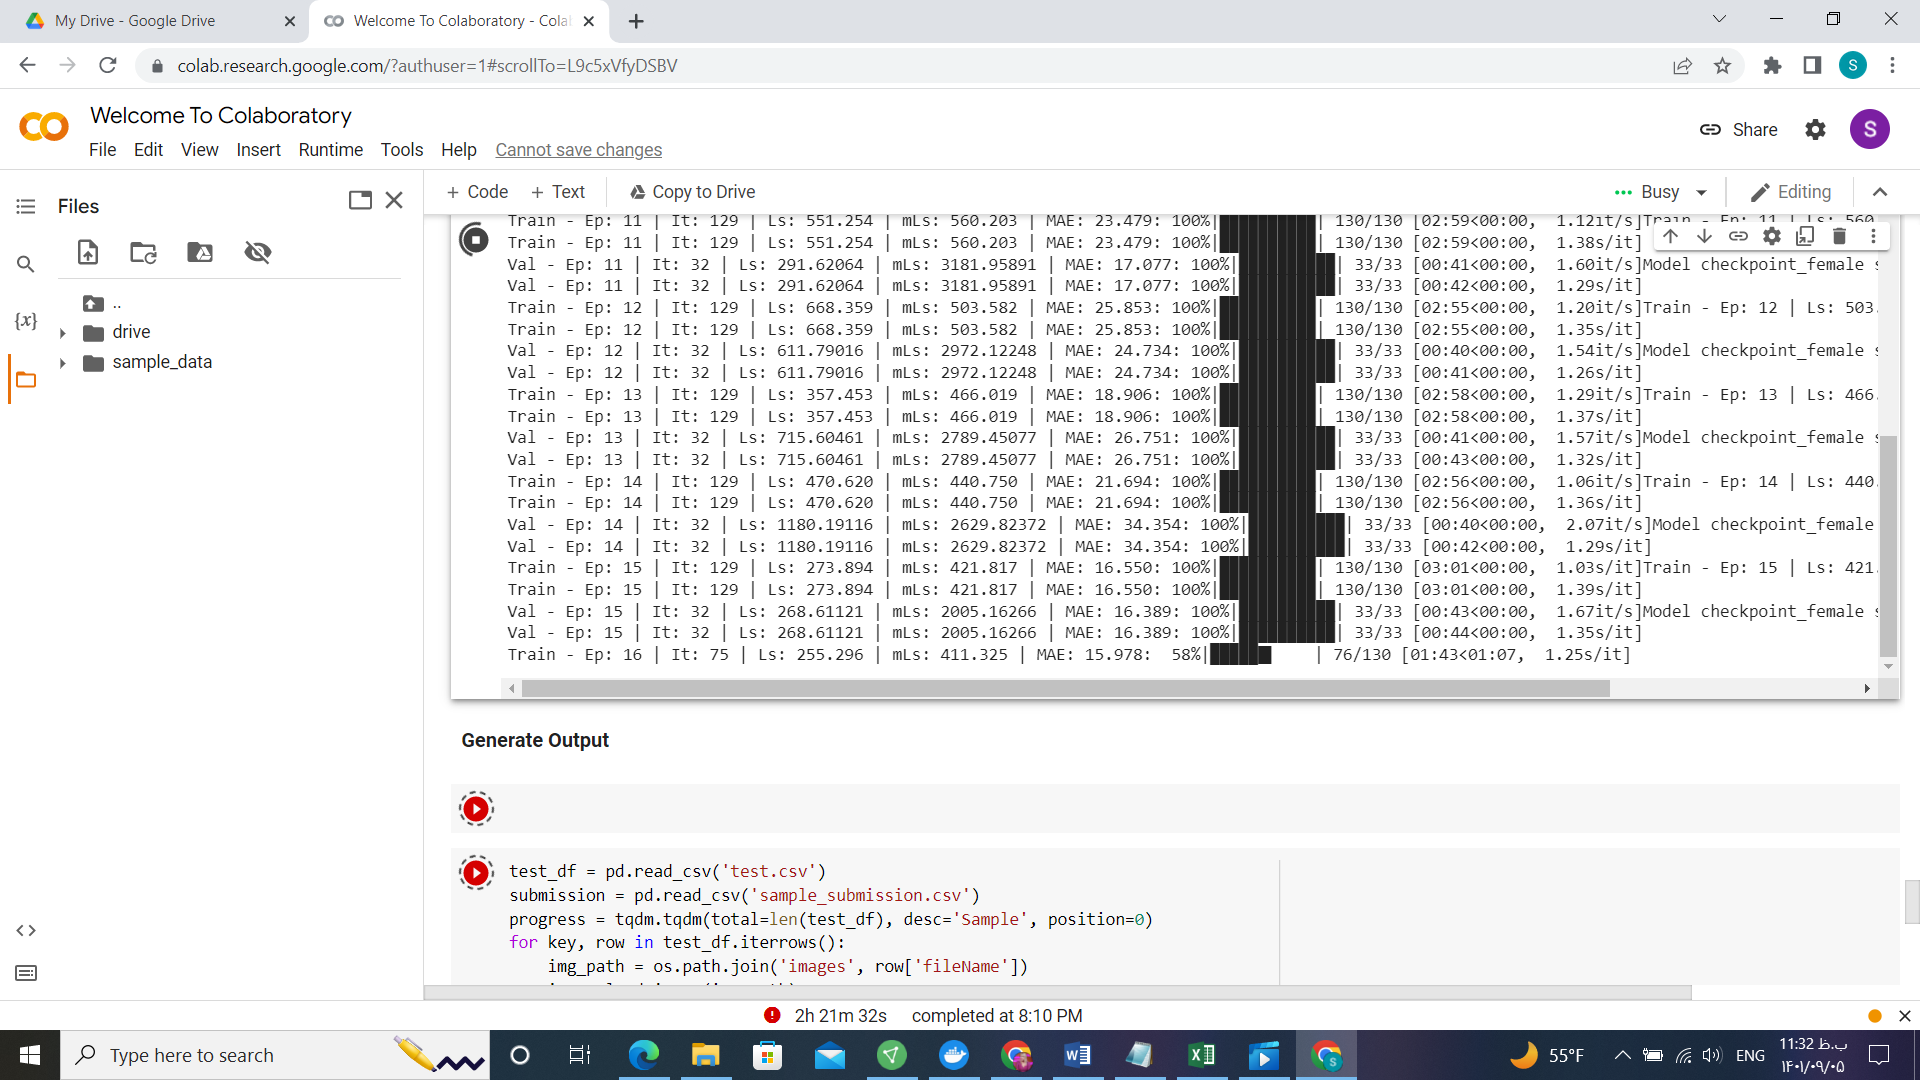 My Drive - Google Drive
Welcome To Colaboratory - Cola
colab.research.google.com/?authuser=1#scrollTo=L9c5xVfyDSBV
S
Welcome To Colaboratory
File Edit View Insert Runtime Tools Help Cannot save changes
Share
S
Files
+ Code + Text Copy to Drive
Busy
Editing
..
drive
sample_data
{x}
Train - Ep: 11 | It: 129 | Ls: 551.254 | mLs: 560.203 | MAE: 23.479: 100%| | 130/130 [02:59<00:00, 1.12it/s]Train - Ep: 11 | Ls: 560
Train - Ep: 11 | It: 129 | Ls: 551.254 | mLs: 560.203 | MAE: 23.479: 100%| | 130/130 [02:59<00:00, 1.38s/it]
Val - Ep: 11 | It: 32 | Ls: 291.62064 | mLs: 3181.95891 | MAE: 17.077: 100%| | 33/33 [00:41<00:00, 1.60it/s]Model checkpoint_female s
Val - Ep: 11 | It: 32 | Ls: 291.62064 | mLs: 3181.95891 | MAE: 17.077: 100%| | 33/33 [00:42<00:00, 1.29s/it]
Train - Ep: 12 | It: 129 | Ls: 668.359 | mLs: 503.582 | MAE: 25.853: 100%| | 130/130 [02:55<00:00, 1.20it/s]Train - Ep: 12 | Ls: 503.
Train - Ep: 12 | It: 129 | Ls: 668.359 | mLs: 503.582 | MAE: 25.853: 100%| | 130/130 [02:55<00:00, 1.35s/it]
Val - Ep: 12 | It: 32 | Ls: 611.79016 | mLs: 2972.12248 | MAE: 24.734: 100%| | 33/33 [00:40<00:00, 1.54it/s]Model checkpoint_female s
Val - Ep: 12 | It: 32 | Ls: 611.79016 | mLs: 2972.12248 | MAE: 24.734: 100%| | 33/33 [00:41<00:00, 1.26s/it]
Train - Ep: 13 | It: 129 | Ls: 357.453 | mLs: 466.019 | MAE: 18.906: 100%| | 130/130 [02:58<00:00, 1.29it/s]Train - Ep: 13 | Ls: 466.
Train - Ep: 13 | It: 129 | Ls: 357.453 | mLs: 466.019 | MAE: 18.906: 100%| | 130/130 [02:58<00:00, 1.37s/it]
Val - Ep: 13 | It: 32 | Ls: 715.60461 | mLs: 2789.45077 | MAE: 26.751: 100%| | 33/33 [00:41<00:00, 1.57it/s]Model checkpoint_female s
Val - Ep: 13 | It: 32 | Ls: 715.60461 | mLs: 2789.45077 | MAE: 26.751: 100%| | 33/33 [00:43<00:00, 1.32s/it]
Train - Ep: 14 | It: 129 | Ls: 470.620 | mLs: 440.750 | MAE: 21.694: 100%| | 130/130 [02:56<00:00, 1.06it/s]Train - Ep: 14 | Ls: 440.
Train - Ep: 14 | It: 129 | Ls: 470.620 | mLs: 440.750 | MAE: 21.694: 100%| | 130/130 [02:56<00:00, 1.36s/it]
Val - Ep: 14 | It: 32 | Ls: 1180.19116 | mLs: 2629.82372 | MAE: 34.354: 100%| | 33/33 [00:40<00:00, 2.07it/s]Model checkpoint_female
Val - Ep: 14 | It: 32 | Ls: 1180.19116 | mLs: 2629.82372 | MAE: 34.354: 100%| | 33/33 [00:42<00:00, 1.29s/it]
Train - Ep: 15 | It: 129 | Ls: 273.894 | mLs: 421.817 | MAE: 16.550: 100%| | 130/130 [03:01<00:00, 1.03s/it]Train - Ep: 15 | Ls: 421.
Train - Ep: 15 | It: 129 | Ls: 273.894 | mLs: 421.817 | MAE: 16.550: 100%| | 130/130 [03:01<00:00, 1.39s/it]
Val - Ep: 15 | It: 32 | Ls: 268.61121 | mLs: 2005.16266 | MAE: 16.389: 100%| | 33/33 [00:43<00:00, 1.67it/s]Model checkpoint_female s
Val - Ep: 15 | It: 32 | Ls: 268.61121 | mLs: 2005.16266 | MAE: 16.389: 100%| | 33/33 [00:44<00:00, 1.35s/it]
Train - Ep: 16 | It: 75 | Ls: 255.296 | mLs: 411.325 | MAE: 15.978: 58%| | 76/130 [01:43<01:07, 1.25s/it]
Generate Output
test_df = pd.read_csv('test.csv')
submission = pd.read_csv('sample_submission.csv')
progress = tqdm.tqdm(total=len(test_df), desc='Sample', position=0)
for key, row in test_df.iterrows():
img_path = os.path.join('images', row['fileName'])
2h 21m 32s completed at 8:10 PM
Type here to search
55°F
ENG
11:32 ب.ظ
۱۴۰۱/۰۹/۰۵